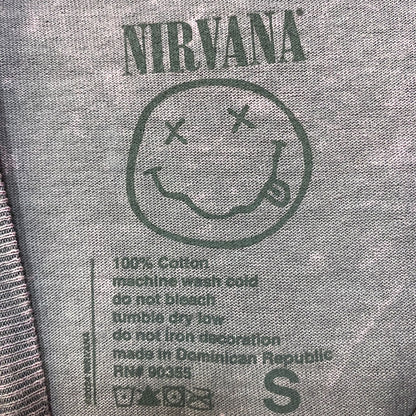 NIRVANA
100% Cotton
machine wash cold
do not bleach
tumble dry low
do not iron decoration
made in Dominican Republic
RN# 90355
S